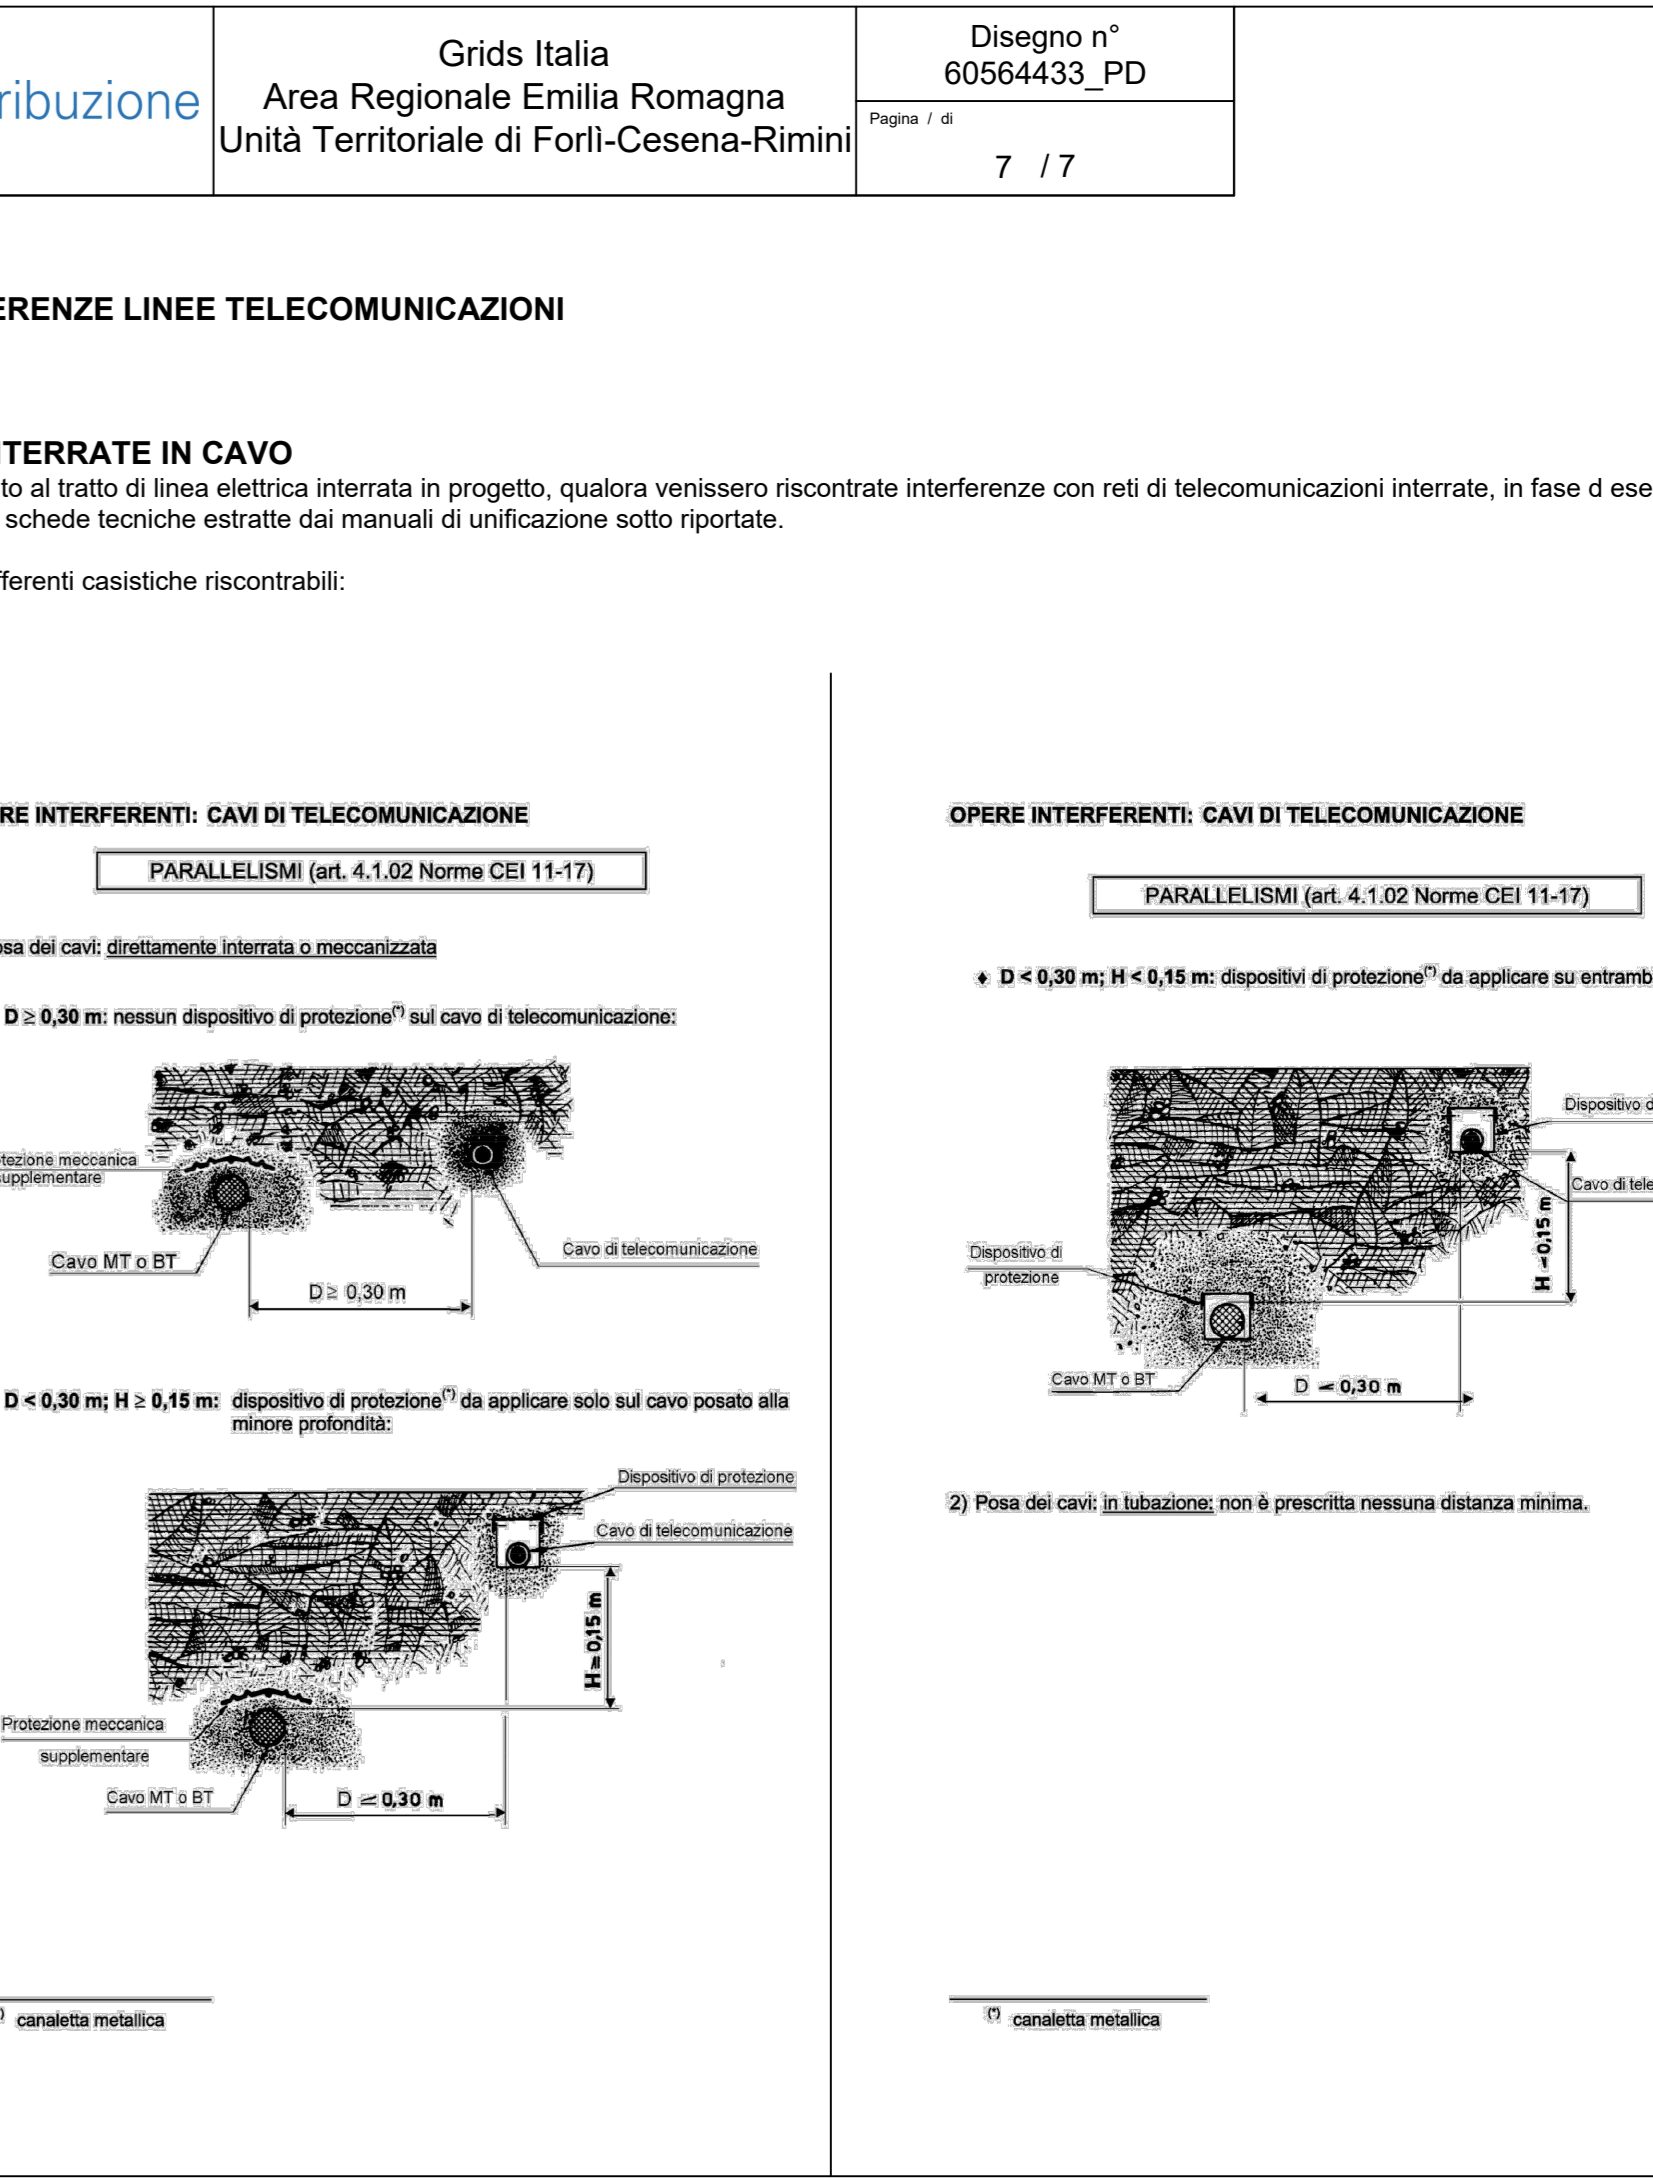 ribuzione
Grids Italia
Area Regionale Emilia Romagna
Unità Territoriale di Forlì-Cesena-Rimini
Disegno n°
60564433_PD
Pagina / di
7 / 7
ERENZE LINEE TELECOMUNICAZIONI
TERRATE IN CAVO
to al tratto di linea elettrica interrata in progetto, qualora venissero riscontrate interferenze con reti di telecomunicazioni interrate, in fase d ese
schede tecniche estratte dai manuali di unificazione sotto riportate.
fferenti casistiche riscontrabili:
RE INTERFERENTI: CAVI DI TELECOMUNICAZIONE
PARALLELISMI (art. 4.1.02 Norme CEI 11-17)
osa dei cavi: direttamente interrata o meccanizzata
D ≥ 0,30 m: nessun dispositivo di protezione(*) sul cavo di telecomunicazione:
tezione meccanica
supplementare
Cavo MT o BT
Cavo di telecomunicazione
D ≥ 0,30 m
D < 0,30 m; H ≥ 0,15 m: dispositivo di protezione(*) da applicare solo sul cavo posato alla
minore profondità:
Dispositivo di protezione
Cavo di telecomunicazione
H ≥ 0,15 m
Protezione meccanica
supplementare
Cavo MT o BT
D < 0,30 m
) canaletta metallica
OPERE INTERFERENTI: CAVI DI TELECOMUNICAZIONE
PARALLELISMI (art. 4.1.02 Norme CEI 11-17)
♦ D < 0,30 m; H < 0,15 m: dispositivi di protezione(*) da applicare su entramb
Dispositivo d
Cavo di tele
H < 0,15 m
Dispositivo di
protezione
Cavo MT o BT
D < 0,30 m
2) Posa dei cavi: in tubazione: non è prescritta nessuna distanza minima.
(*) canaletta metallica